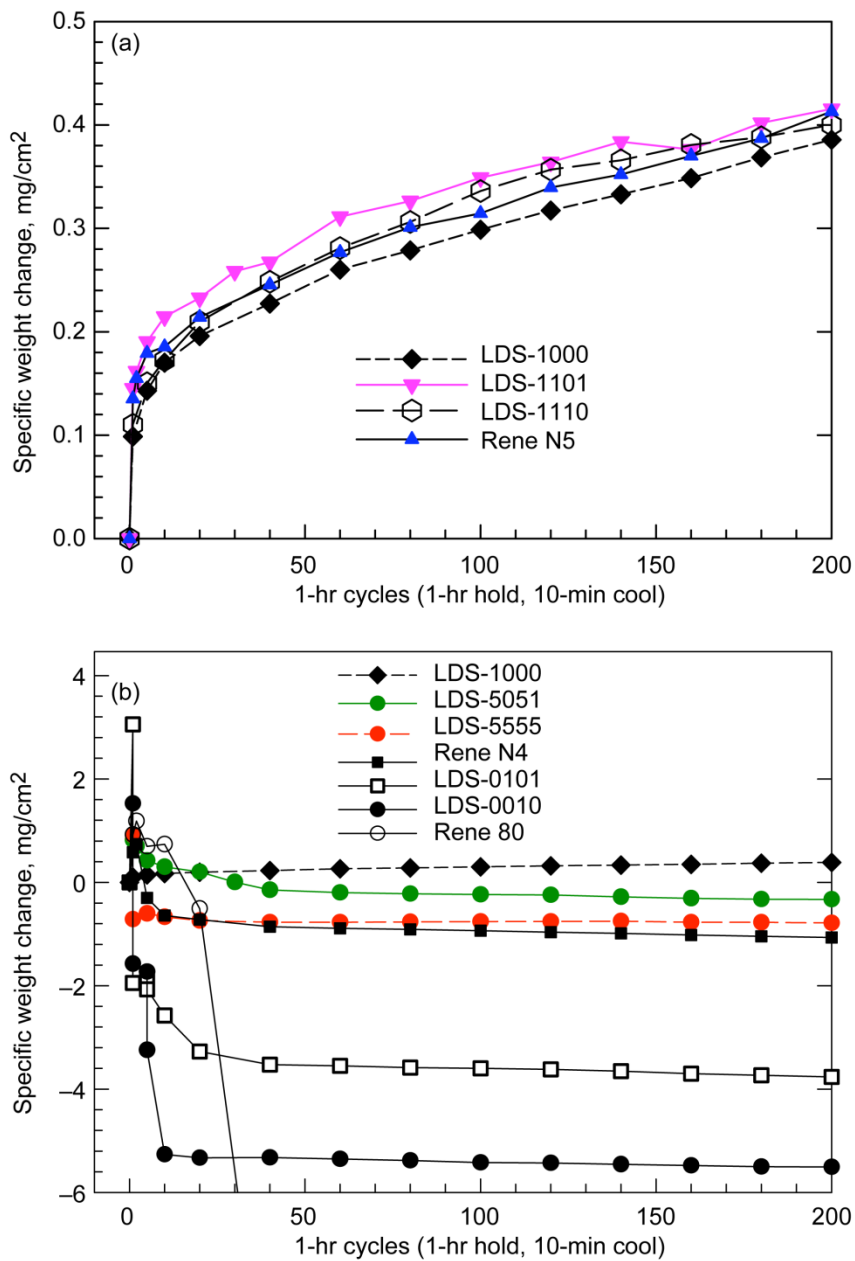 (a)
0.5
0.4
0.3
0.2
0.1
0.0
Specific weight change, mg/cm²
LDS-1000
LDS-1101
LDS-1110
Rene N5
0
50
100
150
200
1-hr cycles (1-hr hold, 10-min cool)
(b)
4
2
0
–2
–4
–6
Specific weight change, mg/cm²
LDS-1000
LDS-5051
LDS-5555
Rene N4
LDS-0101
LDS-0010
Rene 80
0
50
100
150
200
1-hr cycles (1-hr hold, 10-min cool)